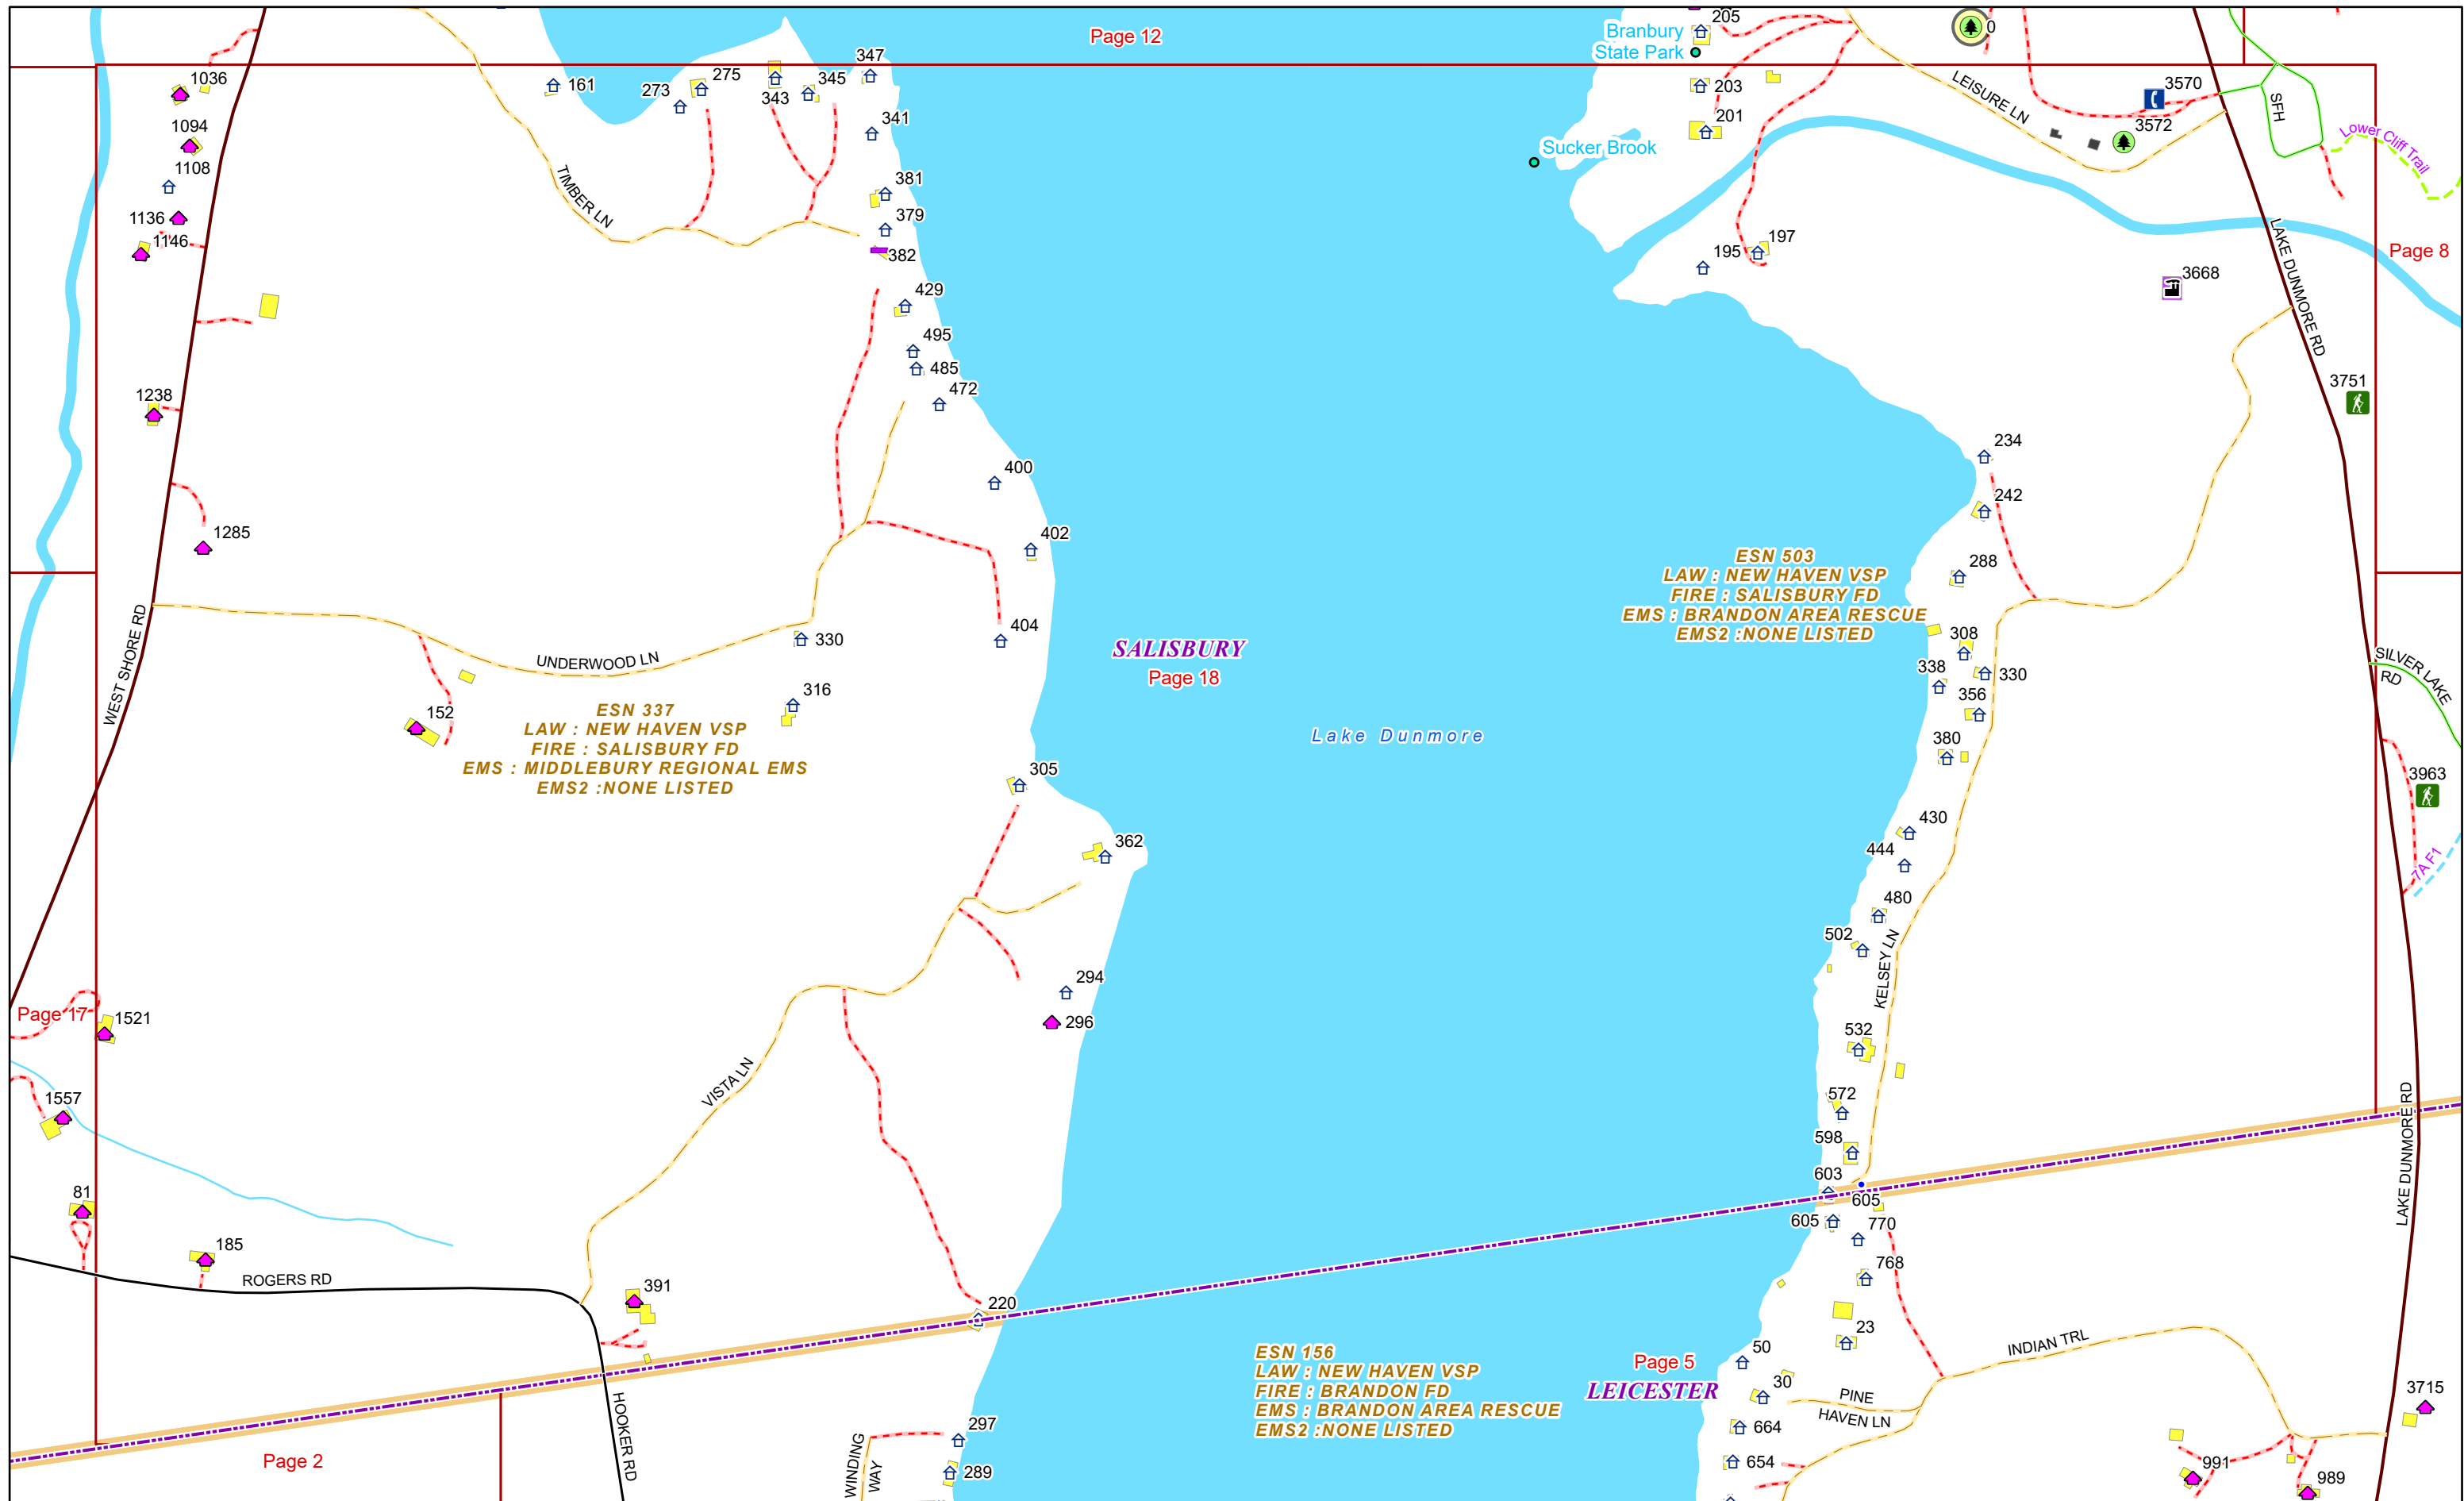 Page 12
205
Branbury
State Park
0
1036
161
273
275
343
345
347
203
LEISURE LN
3570
SFH
201
3572
Lower Cliff Trail
1094
341
Sucker Brook
1108
TIMBER LN
381
1136
379
1146
382
195
197
LAKE DUNMORE RD
Page 8
3668
429
495
485
472
3751
1238
234
400
242
1285
402
ESN 503
LAW : NEW HAVEN VSP
FIRE : SALISBURY FD
EMS : BRANDON AREA RESCUE
EMS2 :NONE LISTED
288
WEST SHORE RD
330
404
308
SALISBURY
Page 18
UNDERWOOD LN
338
330
356
SILVER LAKE
RD
316
152
ESN 337
LAW : NEW HAVEN VSP
FIRE : SALISBURY FD
EMS : MIDDLEBURY REGIONAL EMS
EMS2 :NONE LISTED
Lake Dunmore
380
305
3963
362
430
444
7A F1
480
502
KELSEY LN
294
296
Page 17
1521
532
VISTA LN
572
1557
598
LAKE DUNMORE RD
603
81
605
605
770
185
768
ROGERS RD
391
220
23
INDIAN TRL
ESN 156
LAW : NEW HAVEN VSP
FIRE : BRANDON FD
EMS : BRANDON AREA RESCUE
EMS2 :NONE LISTED
50
Page 5
LEICESTER
30
PINE
HAVEN LN
3715
HOOKER RD
664
297
Page 2
WINDING
WAY
289
654
991
989